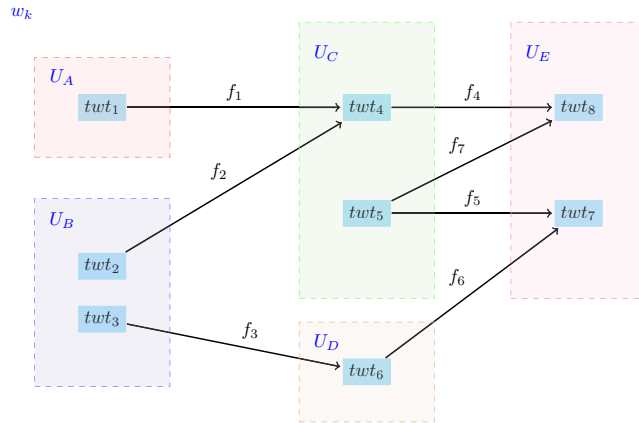 w_k
U_A
U_C
U_E
twt_1
f_1
twt_4
f_4
twt_8
f_2
f_7
U_B
twt_5
f_5
twt_7
twt_2
f_6
twt_3
f_3
U_D
twt_6